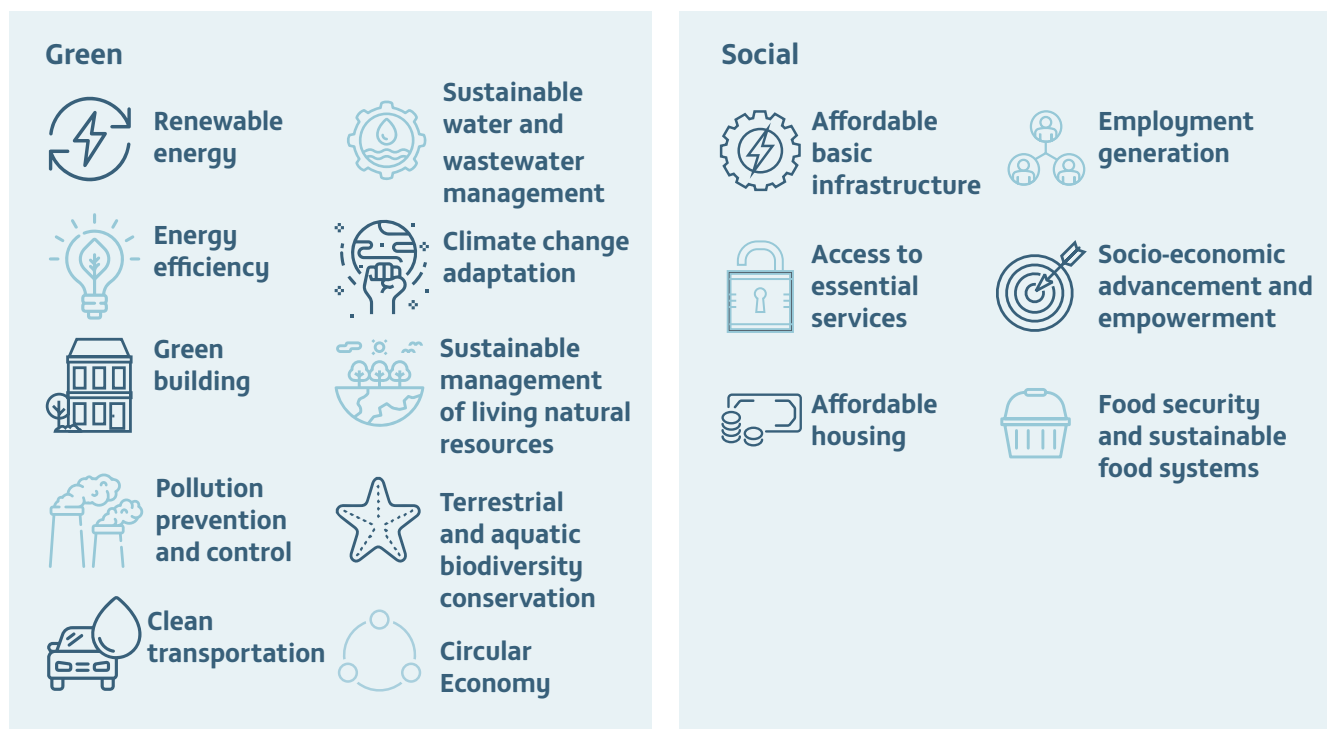 Green
Renewable
energy
Energy
efficiency
Green
building
Pollution
prevention
and control
Clean
transportation
Sustainable
water and
wastewater
management
Climate change
adaptation
Sustainable
management
of living natural
resources
Terrestrial
and aquatic
biodiversity
conservation
Circular
Economy
Social
Affordable
basic
infrastructure
Access to
essential
services
Affordable
housing
Employment
generation
Socio-economic
advancement and
empowerment
Food security
and sustainable
food systems